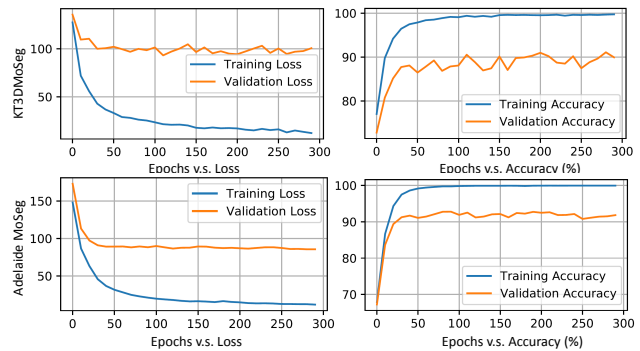 KT3DMoSeg
100
50
0 50 100 150 200 250 300
Training Loss
Validation Loss
Epochs v.s. Loss
100
90
80
0 50 100 150 200 250 300
Training Accuracy
Validation Accuracy
Epochs v.s. Accuracy (%)
Adelaide MoSeg
150
100
50
0 50 100 150 200 250 300
Training Loss
Validation Loss
Epochs v.s. Loss
100
90
80
70
0 50 100 150 200 250 300
Training Accuracy
Validation Accuracy
Epochs v.s. Accuracy (%)